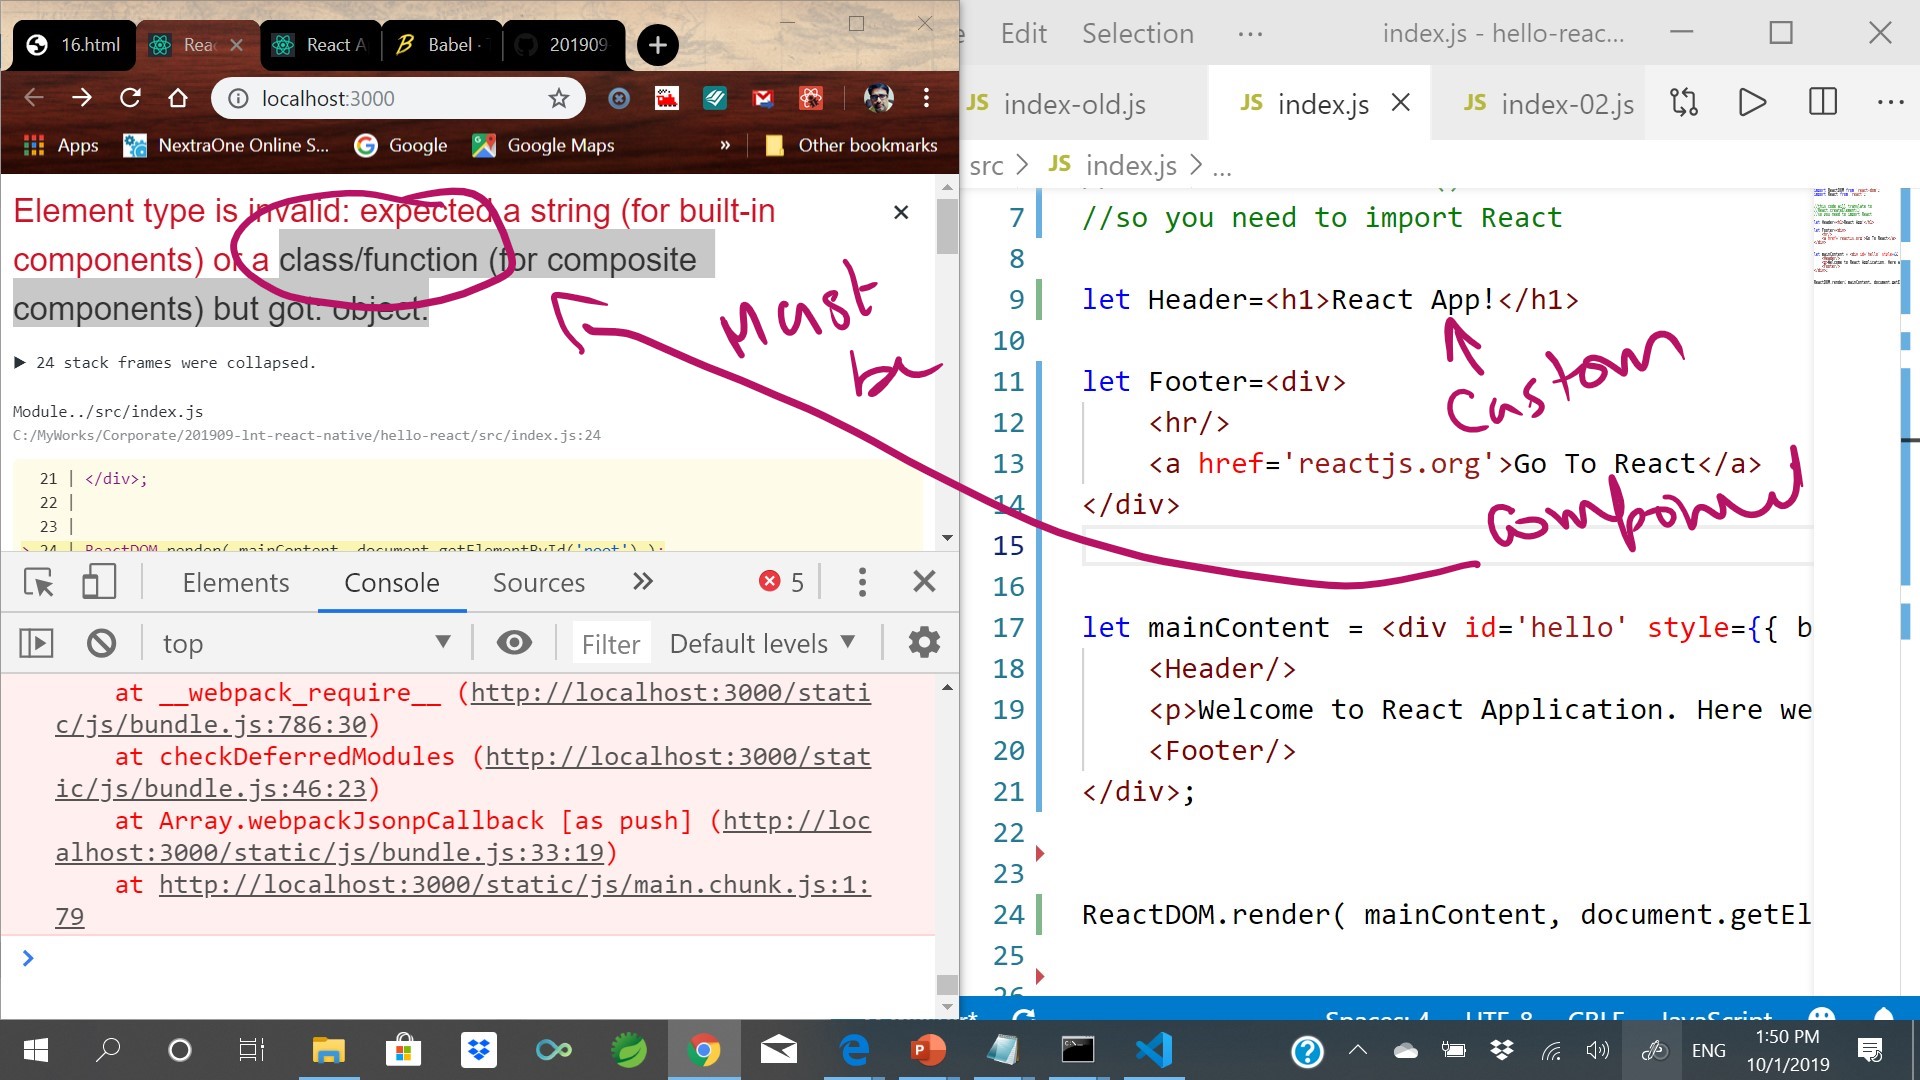 16.html
Reac
React A
Babel ·
201909
Edit Selection ...
index.js - hello-reac...
localhost:3000
index-old.js
JS index.js
JS index-02.js
Apps
NextraOne Online S...
Google
Google Maps
»
Other bookmarks
src > JS index.js > ...
Element type is invalid: expected a string (for built-in
components) or a class/function (for composite
components) but got: object.
24 stack frames were collapsed.
Module../src/index.js
C:/MyWorks/Corporate/201909-lnt-react-native/hello-react/src/index.js:24
21 | </div>;
22 |
23 |
> 24 | ReactDOM.render( mainContent, document.getElementById('root') );
Must
be
Custom
Component
7 //so you need to import React
8
9 let Header=<h1>React App!</h1>
10
11 let Footer=<div>
12 <hr/>
13 <a href='reactjs.org'>Go To React</a>
14 </div>
15
16
17 let mainContent = <div id='hello' style={{ b
18 <Header/>
19 <p>Welcome to React Application. Here we
20 <Footer/>
21 </div>;
22
23
24 ReactDOM.render( mainContent, document.getEl
25
26
Elements
Console
Sources
»
5
top
Filter
Default levels
at __webpack_require__ (http://localhost:3000/stati
c/js/bundle.js:786:30)
at checkDeferredModules (http://localhost:3000/stat
ic/js/bundle.js:46:23)
at Array.webpackJsonpCallback [as push] (http://loc
alhost:3000/static/js/bundle.js:33:19)
at http://localhost:3000/static/js/main.chunk.js:1:
79
Spaces: 4 UTF-8 CRLF JavaScript
ENG
1:50 PM
10/1/2019